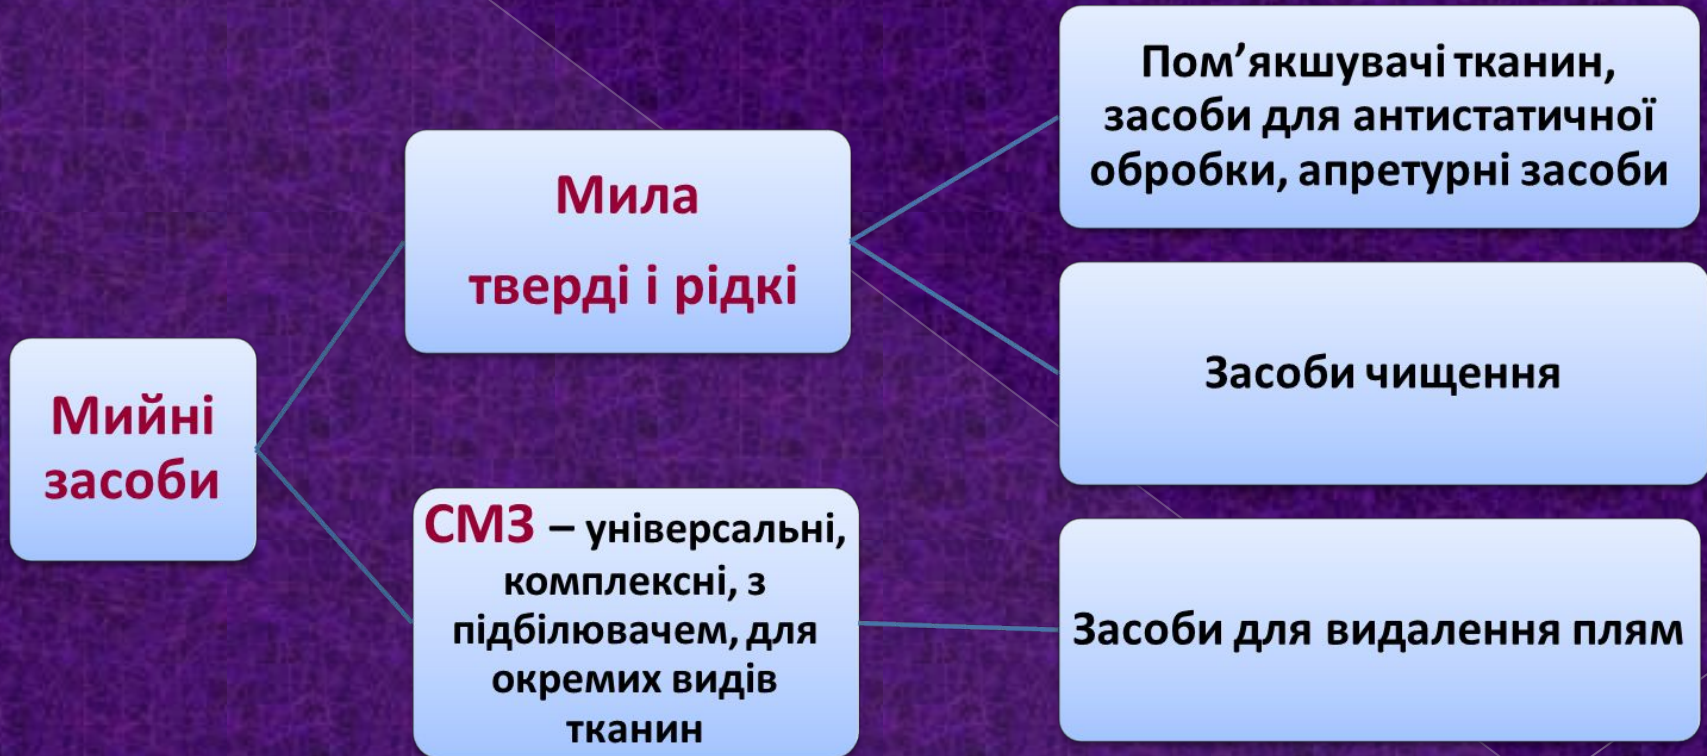 Мийні
засоби
Мила
тверді і рідкі
СМЗ – універсальні,
комплексні, з
підбілювачем, для
окремих видів
тканин
Пом’якшувачі тканин,
засоби для антистатичної
обробки, апретурні засоби
Засоби чищення
Засоби для видалення плям